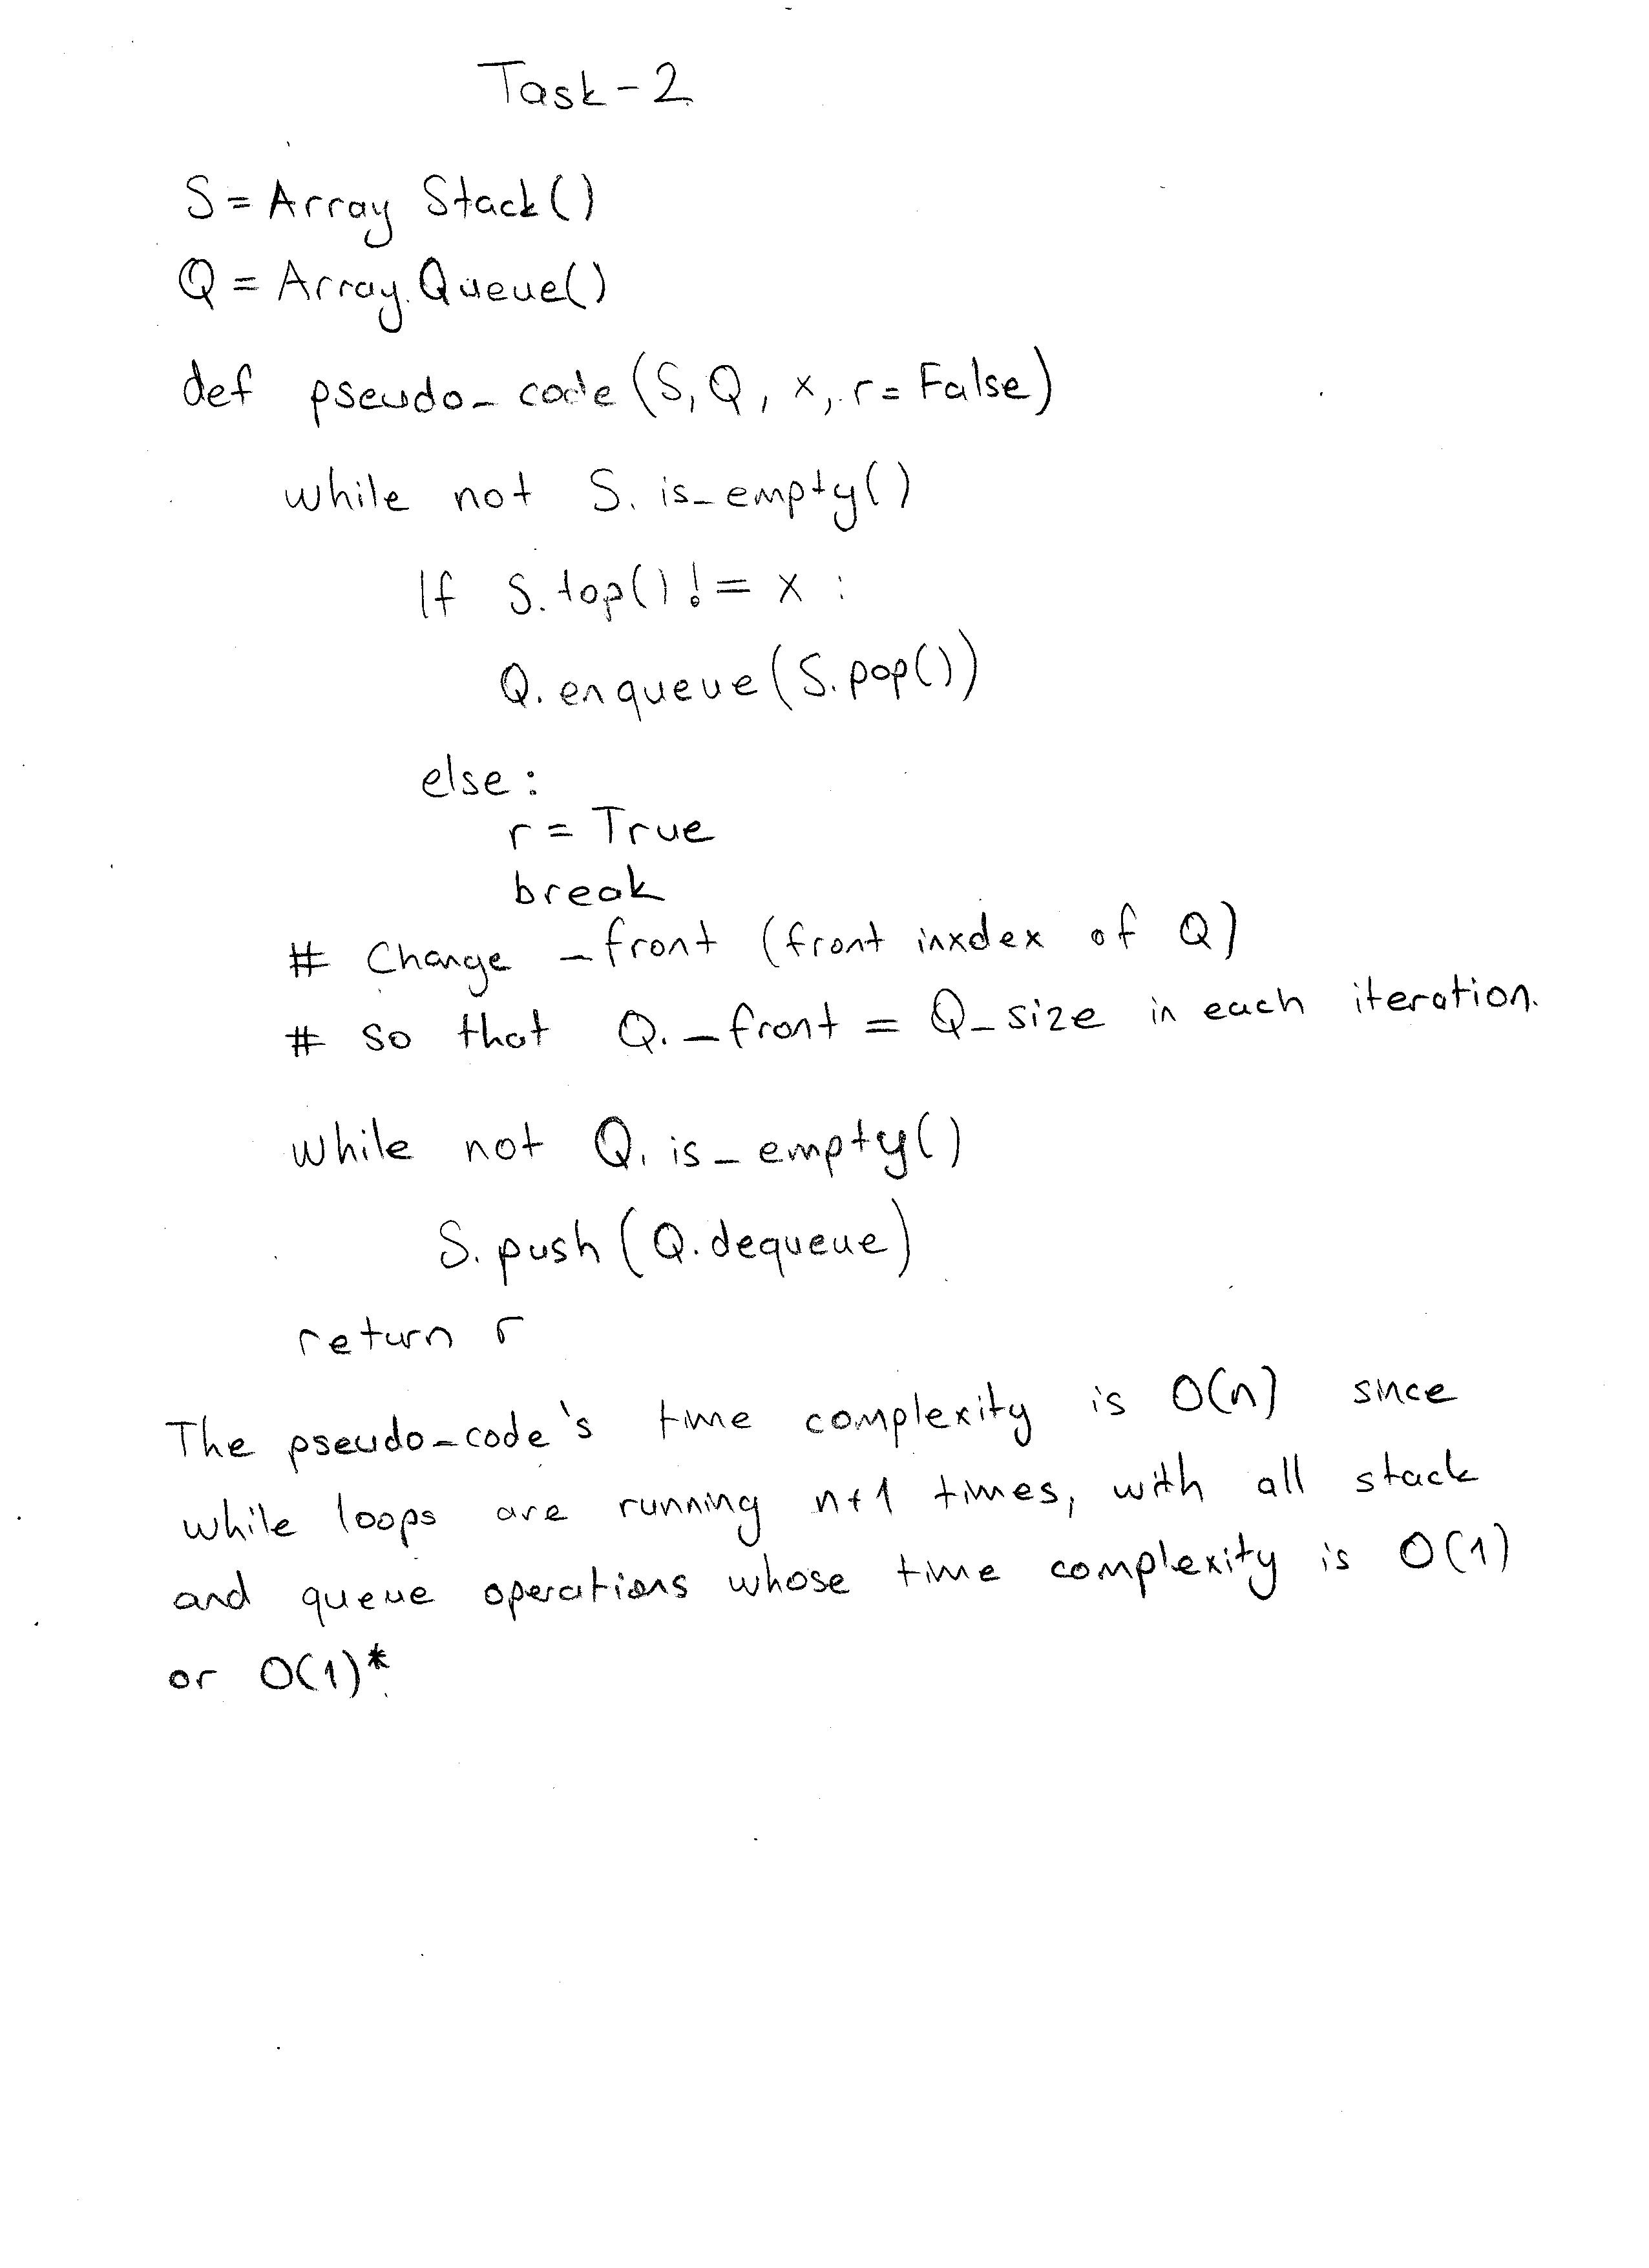 Task-2
S = Array Stack()
Q = Array.Queue()
def pseudo_code(S, Q, x, r = False)
while not S.is_empty()
If S.top() != x :
Q.enqueue(S.pop())
else :
r = True
break
# Change _front (front inxdex of Q)
# so that Q._front = Q_size in each iteration.
while not Q.is_empty()
S.push(Q.dequeue)
return r
The pseudo_code's time complexity is O(n) since
while loops are running n+1 times, with all stack
and queue operations whose time complexity is O(1)
or O(1)*